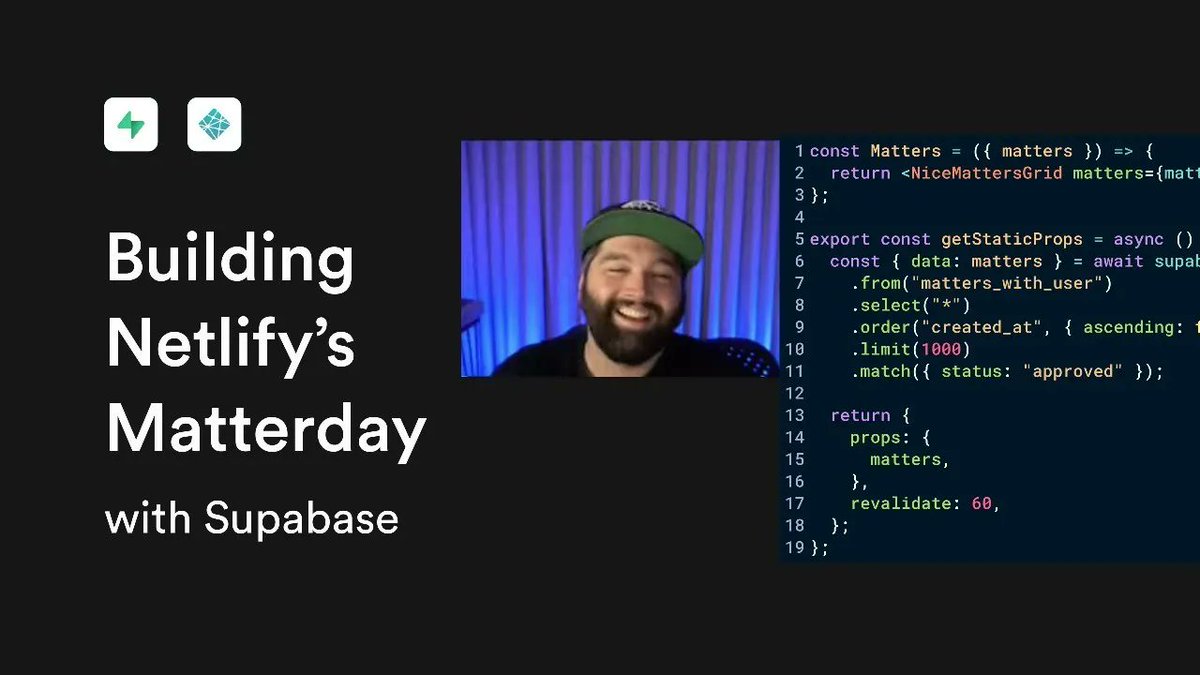 Building
Netlify’s
Matterday
with Supabase
1 const Matters = ({ matters }) => {
2 return <NiceMattersGrid matters={matt
3 };
4
5 export const getStaticProps = async ()
6 const { data: matters } = await supab
7 .from("matters_with_user")
8 .select("*")
9 .order("created_at", { ascending: f
10 .limit(1000)
11 .match({ status: "approved" });
12
13 return {
14 props: {
15 matters,
16 },
17 revalidate: 60,
18 };
19 };